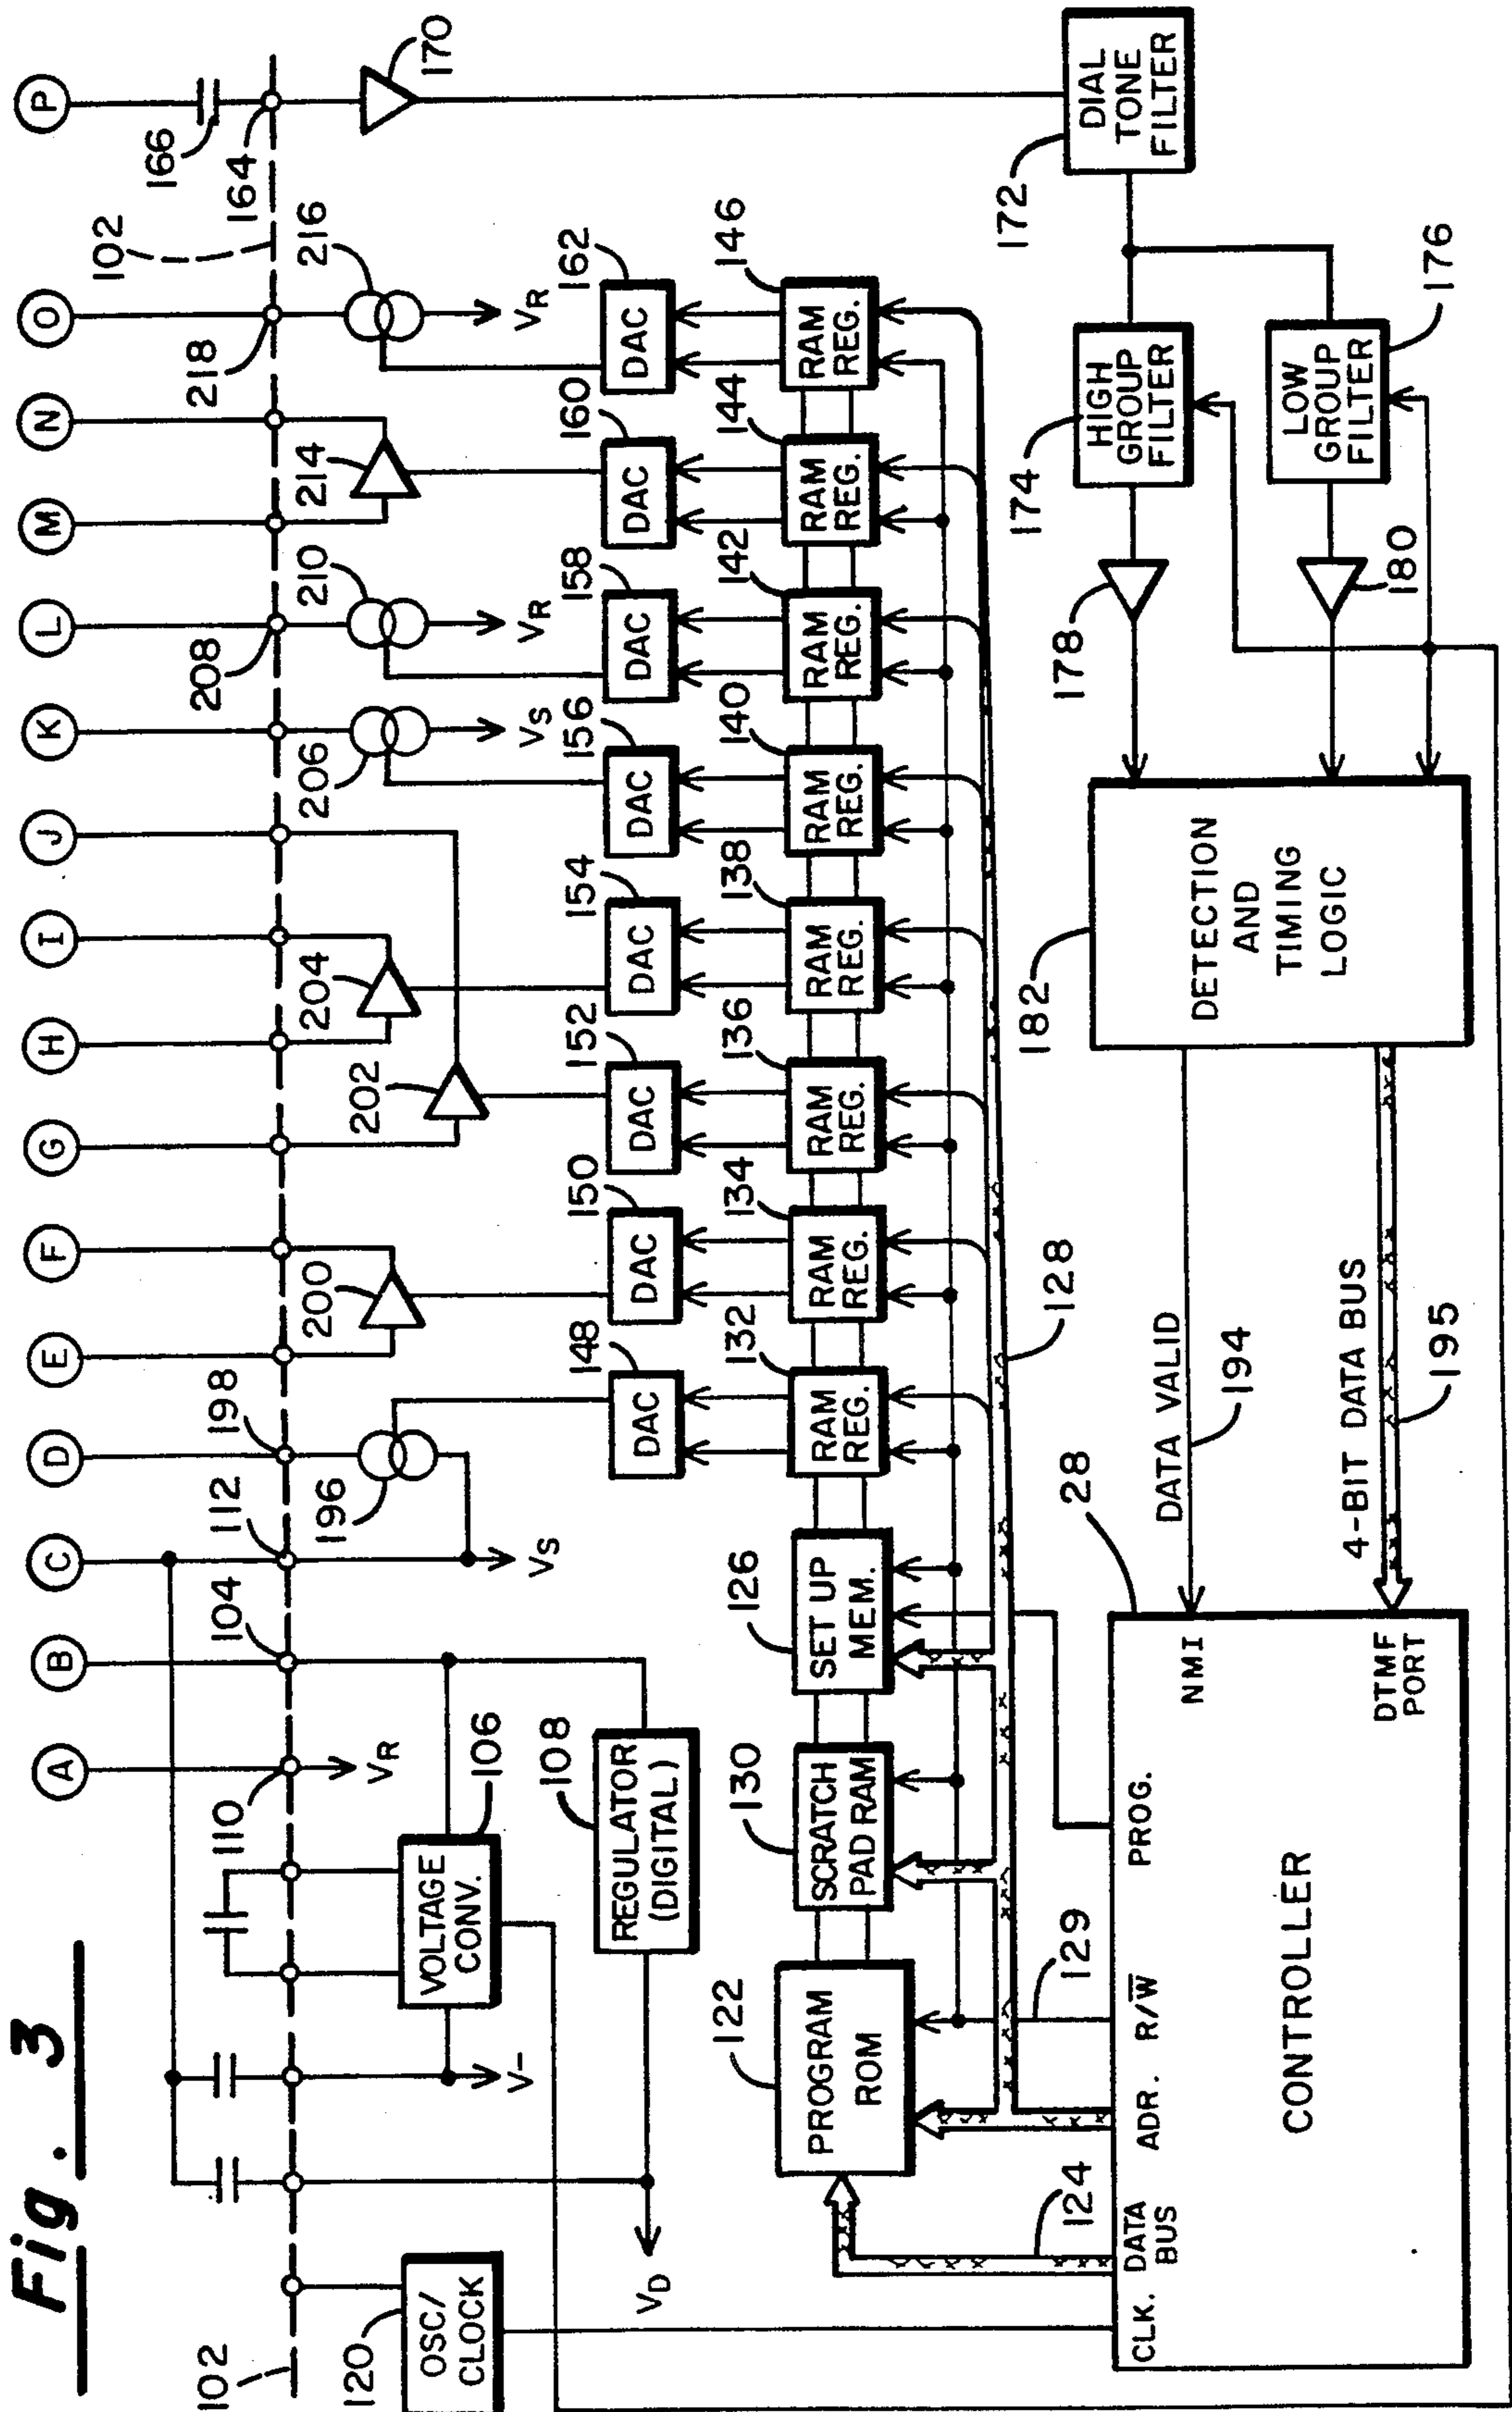 Fig. 3
A
B
C
D
E
F
G
H
I
J
K
L
M
N
O
P
102
110
104
112
198
208
218
102
164
166
170
VR
VS
196
200
202
204
206
VS
210
VR
214
216
VR
120
OSC/
CLOCK
V-
VOLTAGE
CONV.
106
REGULATOR
(DIGITAL)
108
VD
148
DAC
150
DAC
152
DAC
154
DAC
156
DAC
158
DAC
160
DAC
162
DAC
122
PROGRAM
ROM
130
SCRATCH
PAD RAM
126
SET UP
MEM.
132
RAM
REG.
134
RAM
REG.
136
RAM
REG.
138
RAM
REG.
140
RAM
REG.
142
RAM
REG.
144
RAM
REG.
146
RAM
REG.
124
129
128
172
DIAL
TONE
FILTER
174
HIGH
GROUP
FILTER
176
LOW
GROUP
FILTER
178
180
182
DETECTION
AND
TIMING
LOGIC
DATA VALID
194
4-BIT DATA BUS
195
28
CLK.
DATA
BUS
ADR.
R/W̅
PROG.
NMI
DTMF
PORT
CONTROLLER